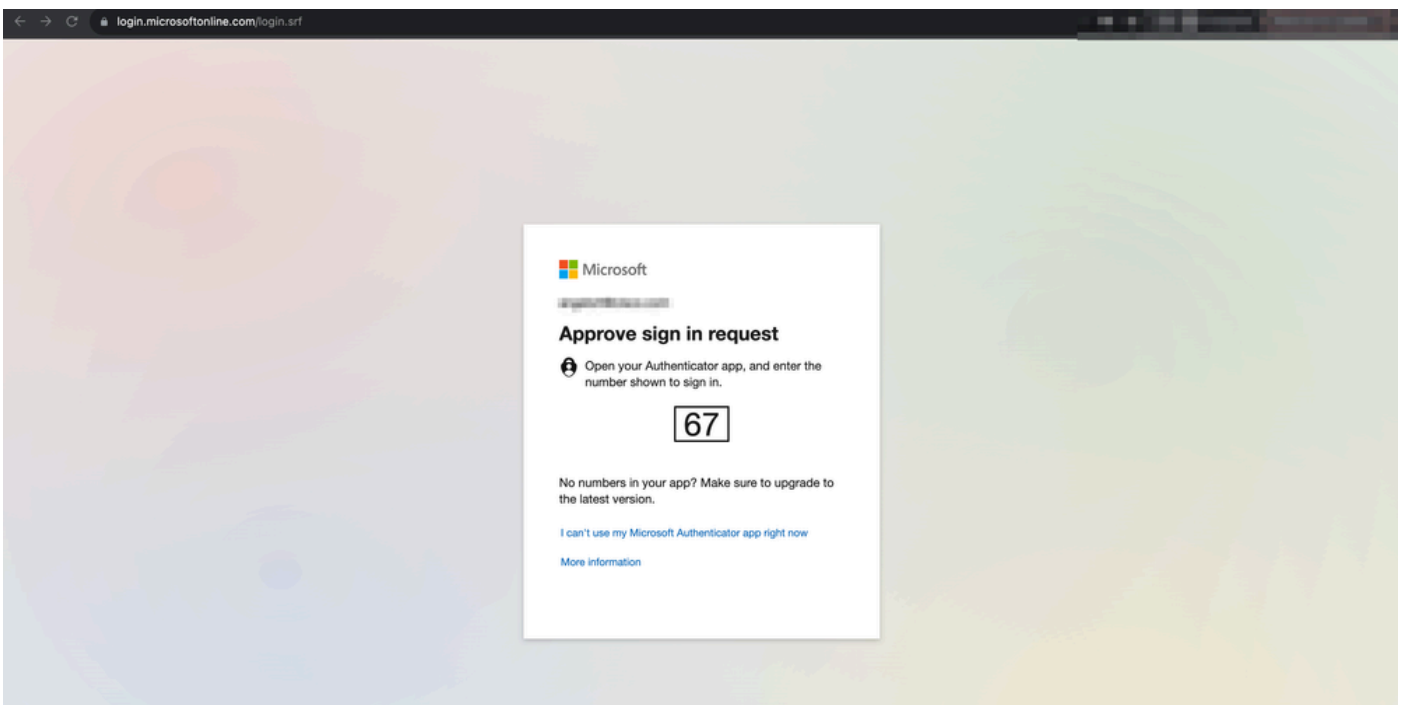 login.microsoftonline.com/login.srf
Microsoft
Approve sign in request
Open your Authenticator app, and enter the
number shown to sign in.
67
No numbers in your app? Make sure to upgrade to
the latest version.
I can't use my Microsoft Authenticator app right now
More information